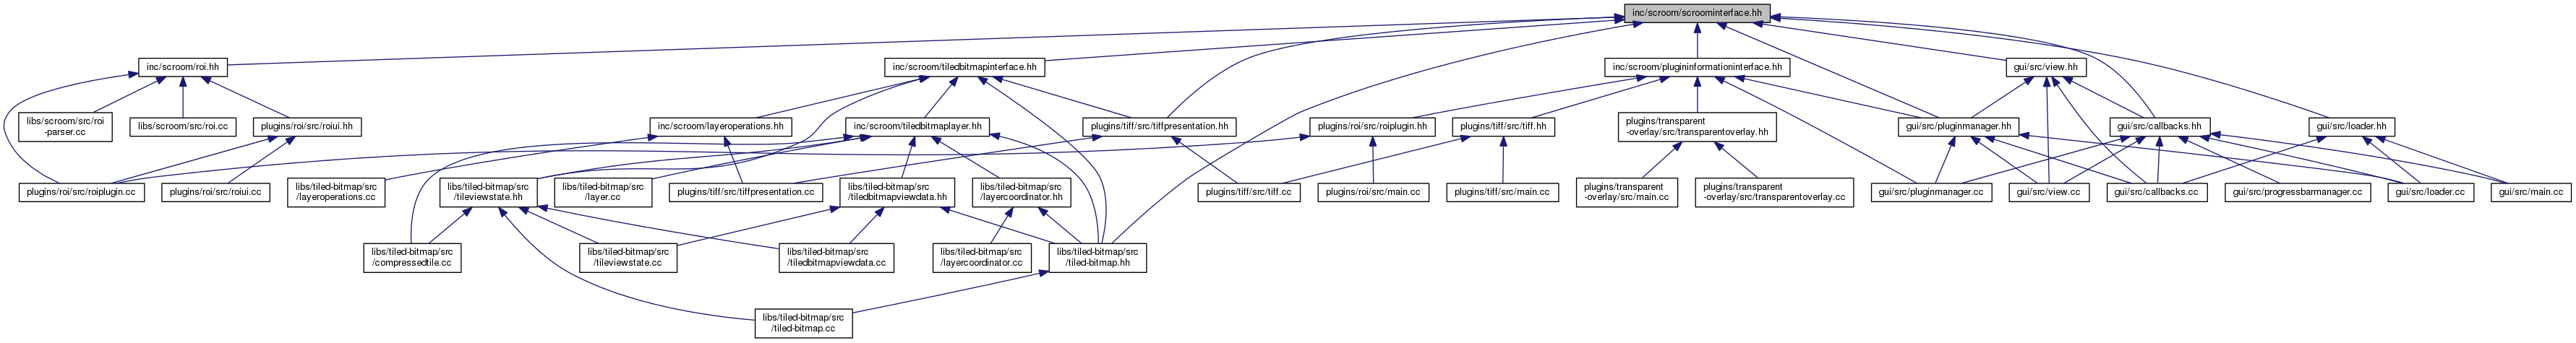 inc/scroom/scroominterface.hh
inc/scroom/roi.hh
inc/scroom/tiledbitmapinterface.hh
inc/scroom/plugininformationinterface.hh
gui/src/view.hh
libs/scroom/src/roi
-parser.cc
libs/scroom/src/roi.cc
plugins/roi/src/roiui.hh
inc/scroom/layeroperations.hh
inc/scroom/tiledbitmaplayer.hh
plugins/tiff/src/tiffpresentation.hh
plugins/roi/src/roiplugin.hh
plugins/tiff/src/tiff.hh
plugins/transparent
-overlay/src/transparentoverlay.hh
gui/src/pluginmanager.hh
gui/src/callbacks.hh
gui/src/loader.hh
plugins/roi/src/roiplugin.cc
plugins/roi/src/roiui.cc
libs/tiled-bitmap/src
/layeroperations.cc
libs/tiled-bitmap/src
/tileviewstate.hh
libs/tiled-bitmap/src
/layer.cc
plugins/tiff/src/tiffpresentation.cc
libs/tiled-bitmap/src
/tiledbitmapviewdata.hh
libs/tiled-bitmap/src
/layercoordinator.hh
plugins/tiff/src/tiff.cc
plugins/roi/src/main.cc
plugins/tiff/src/main.cc
plugins/transparent
-overlay/src/main.cc
plugins/transparent
-overlay/src/transparentoverlay.cc
gui/src/pluginmanager.cc
gui/src/view.cc
gui/src/callbacks.cc
gui/src/progressbarmanager.cc
gui/src/loader.cc
gui/src/main.cc
libs/tiled-bitmap/src
/compressedtile.cc
libs/tiled-bitmap/src
/tileviewstate.cc
libs/tiled-bitmap/src
/tiledbitmapviewdata.cc
libs/tiled-bitmap/src
/layercoordinator.cc
libs/tiled-bitmap/src
/tiled-bitmap.hh
libs/tiled-bitmap/src
/tiled-bitmap.cc